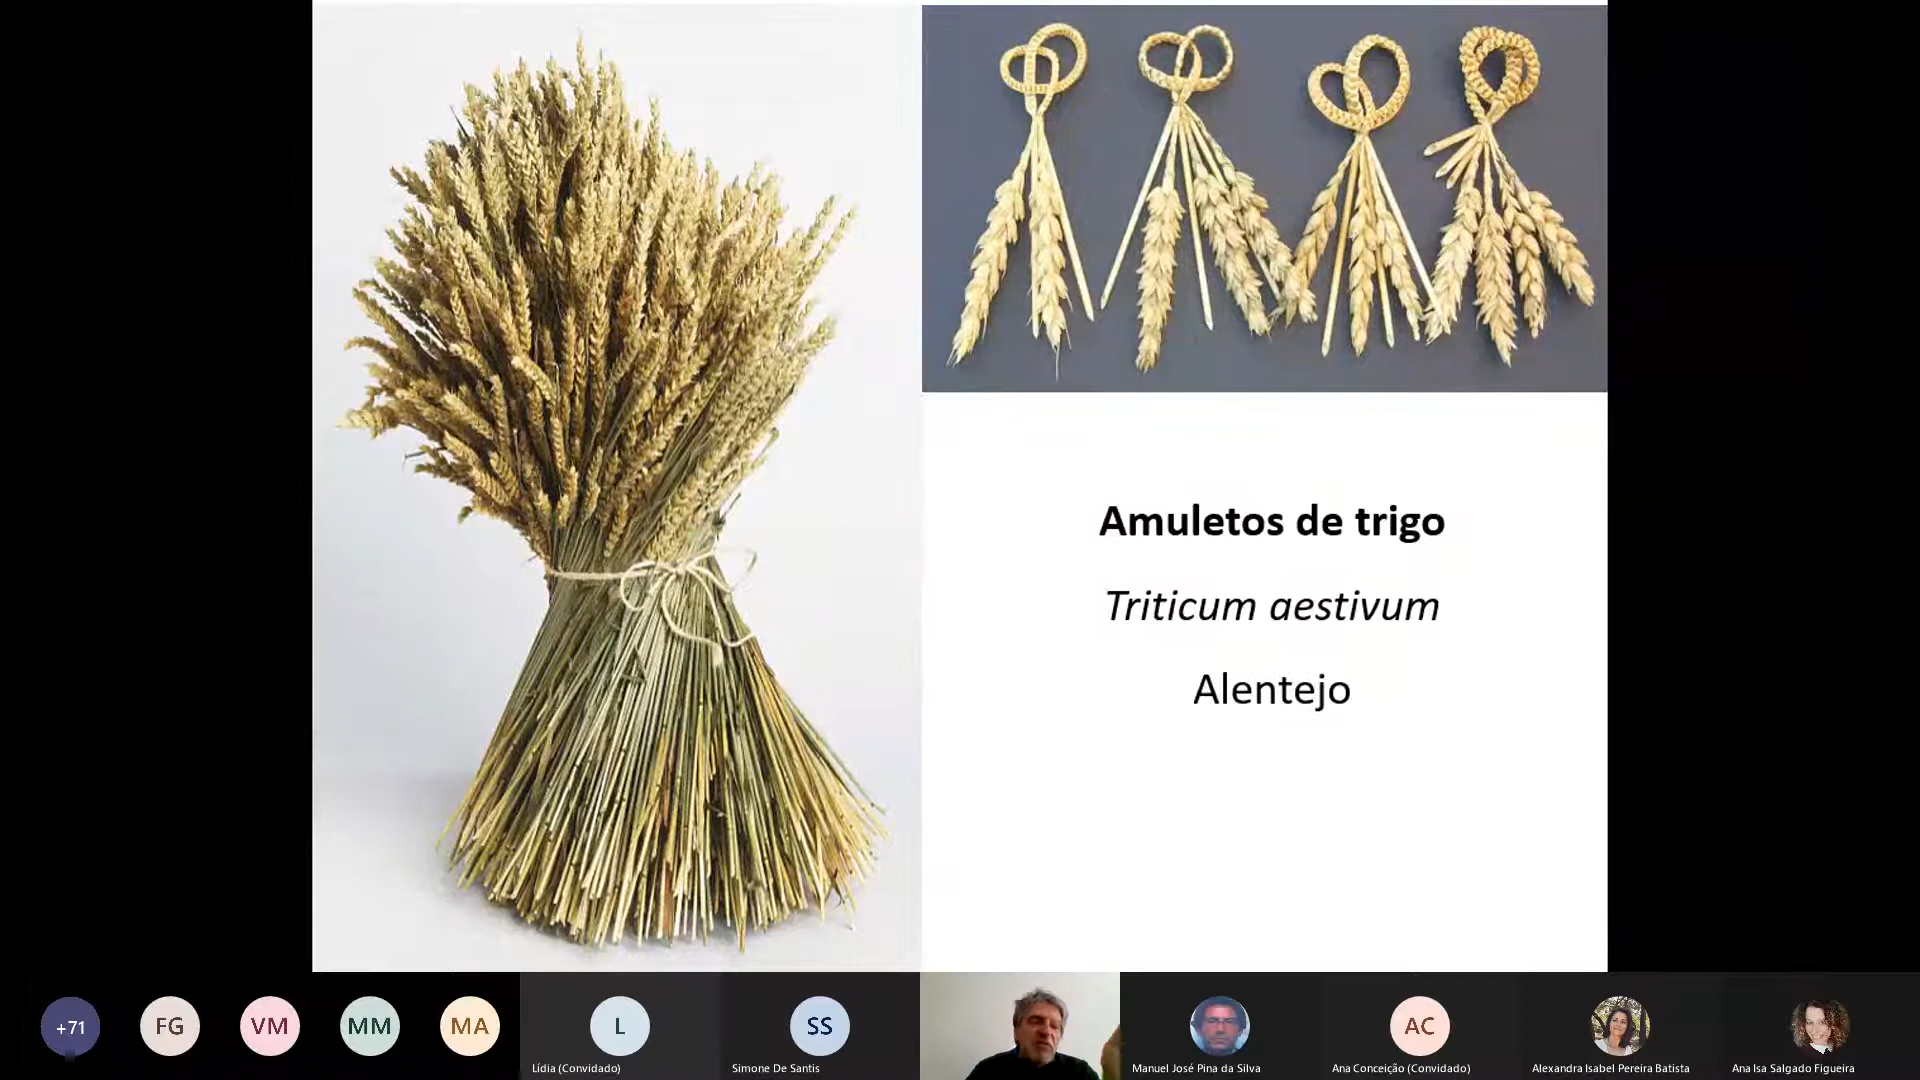 Amuletos de trigo
Triticum aestivum
Alentejo
+71
FG
VM
MM
MA
L
Lídia (Convidado)
SS
Simone De Santis
Manuel José Pina da Silva
AC
Ana Conceição (Convidado)
Alexandra Isabel Pereira Batista
Ana Isa Salgado Figueira